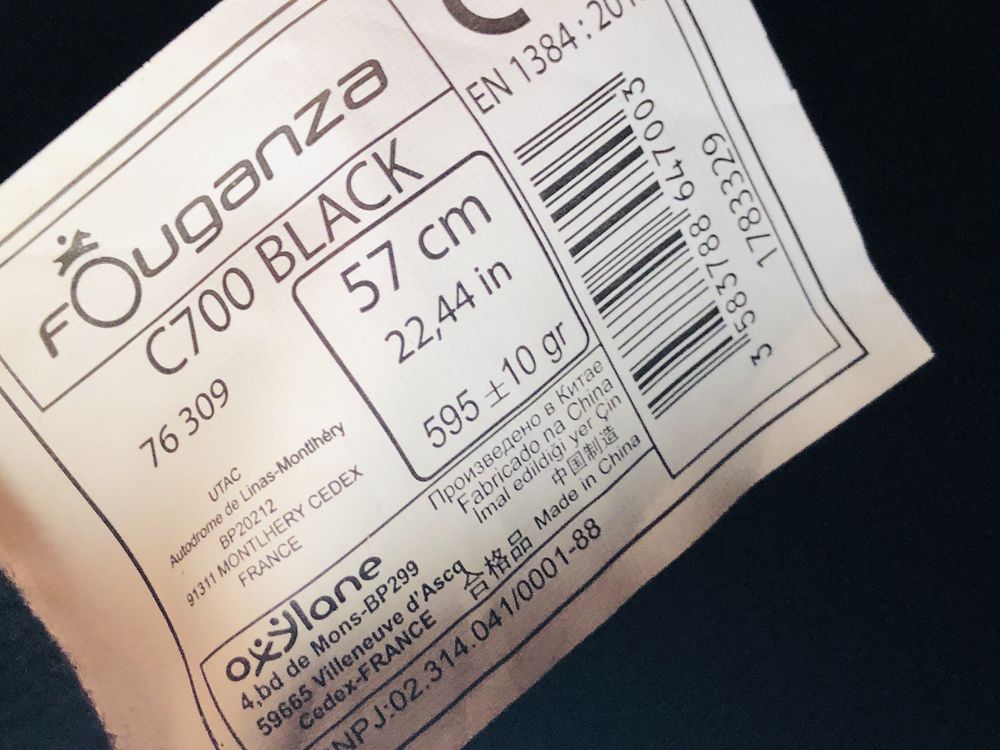 fouganza
C700 BLACK
76 309
57 cm
22,44 in
595 ± 10 gr
UTAC
Autodrome de Linas-Montlhéry
BP20212
91311 MONTLHERY CEDEX
FRANCE
Произведено в Китае
Fabricado na China
Imal edildiği yer Çin
中国制造
Made in China
oxylane
4,bd de Mons-BP299
59665 Villeneuve d'Ascq
Cedex-FRANCE
合格品
NPJ:02.314.041/0001-88
EN 1384 : 201
3 583788 647003
1783329